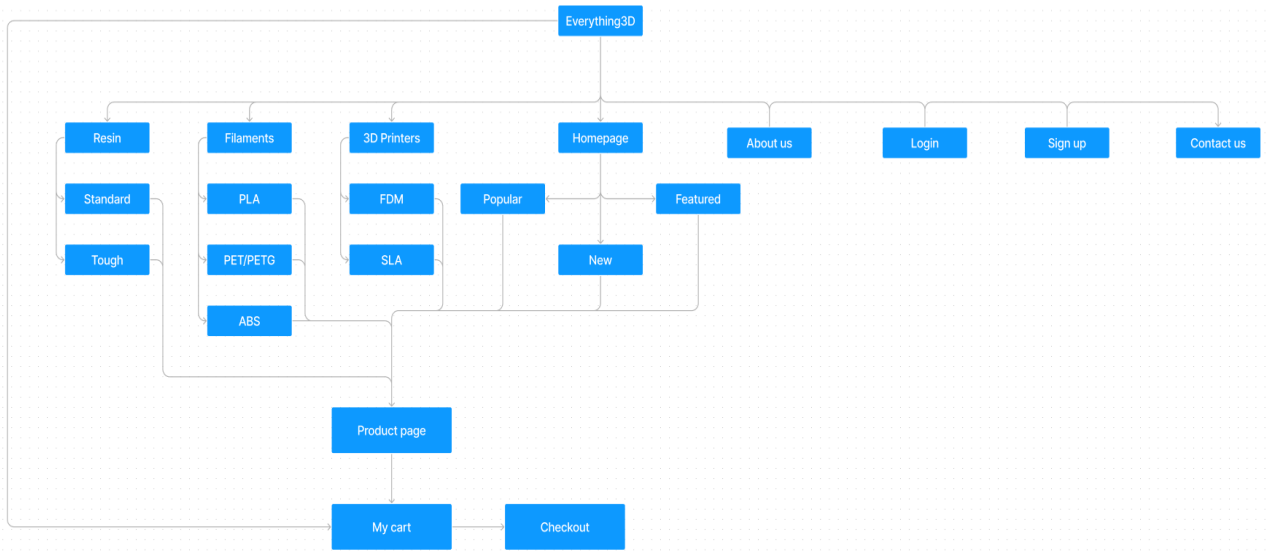 Everything3D
Resin
Filaments
3D Printers
Homepage
About us
Login
Sign up
Contact us
Standard
PLA
FDM
Popular
Featured
Tough
PET/PETG
SLA
New
ABS
Product page
My cart
Checkout